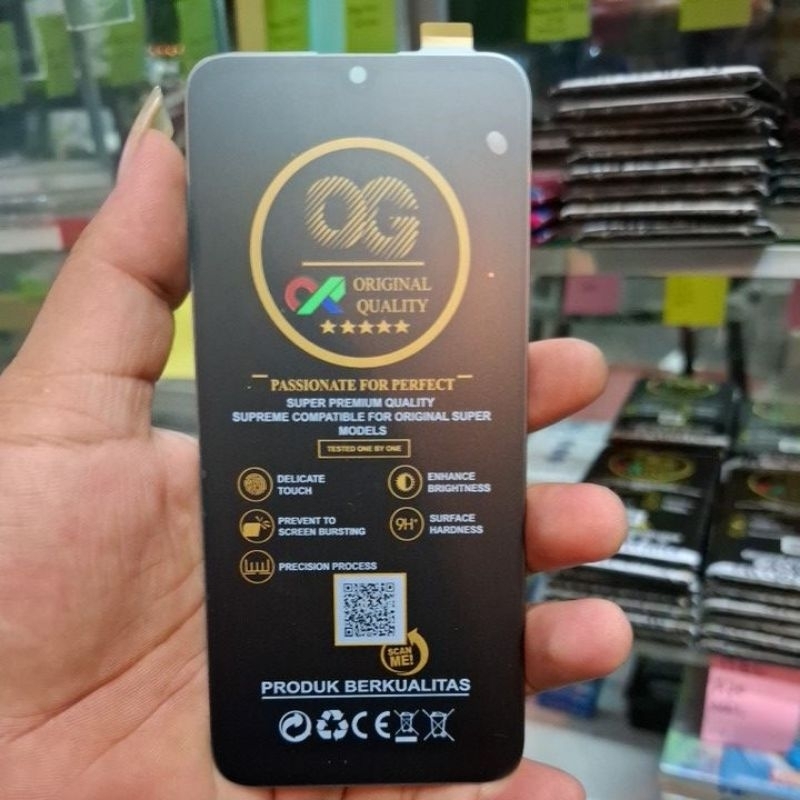 OG
ORIGINAL
QUALITY
PASSIONATE FOR PERFECT
SUPER PREMIUM QUALITY
SUPREME COMPATIBLE FOR ORIGINAL SUPER
MODELS
TESTED ONE BY ONE
DELICATE
TOUCH
ENHANCE
BRIGHTNESS
PREVENT TO
SCREEN BURSTING
9H+
SURFACE
HARDNESS
PRECISION PROCESS
SCAN
ME!
PRODUK BERKUALITAS
CE